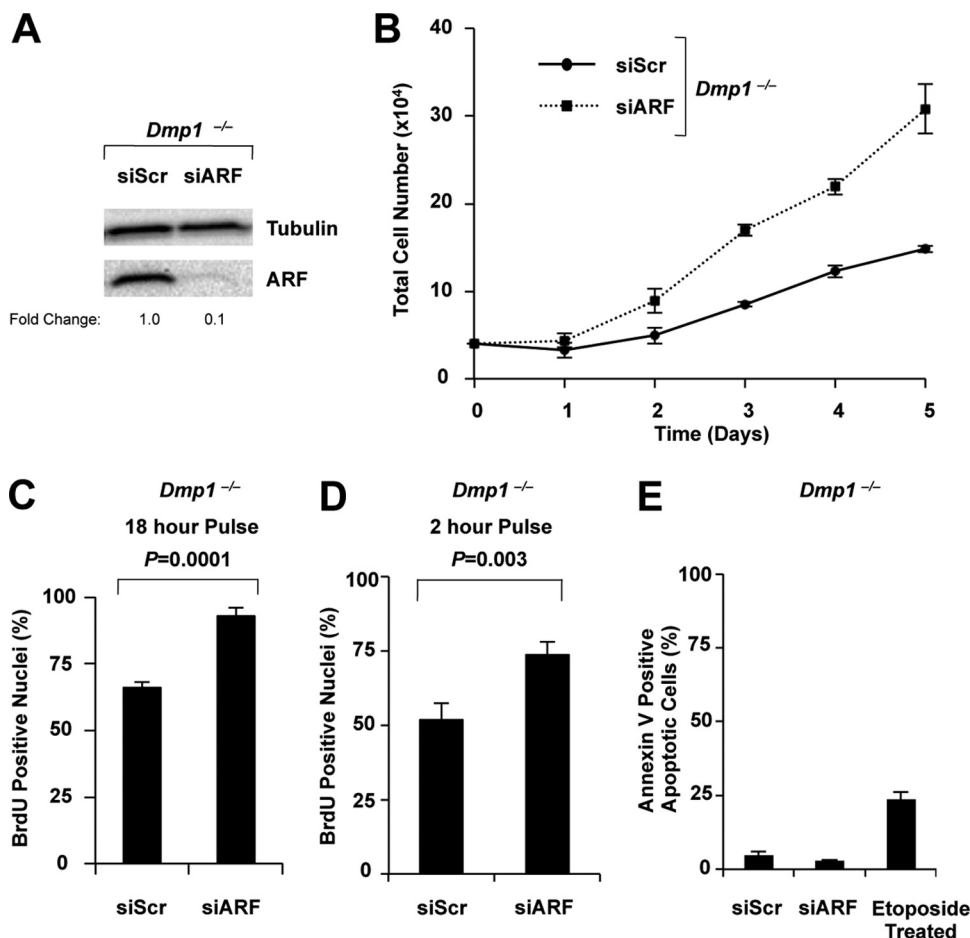 A
Dmp1 –/–
siScr siARF
Tubulin
ARF
Fold Change: 1.0 0.1
B
Total Cell Number (x10⁴)
40
30
20
10
0
siScr
siARF
Dmp1 –/–
0 1 2 3 4 5
Time (Days)
C
Dmp1 –/–
18 hour Pulse
P=0.0001
BrdU Positive Nuclei (%)
100
75
50
25
0
siScr siARF
D
Dmp1 –/–
2 hour Pulse
P=0.003
BrdU Positive Nuclei (%)
100
75
50
25
0
siScr siARF
E
Dmp1 –/–
Annexin V Positive
Apoptotic Cells (%)
100
75
50
25
0
siScr siARF Etoposide
Treated